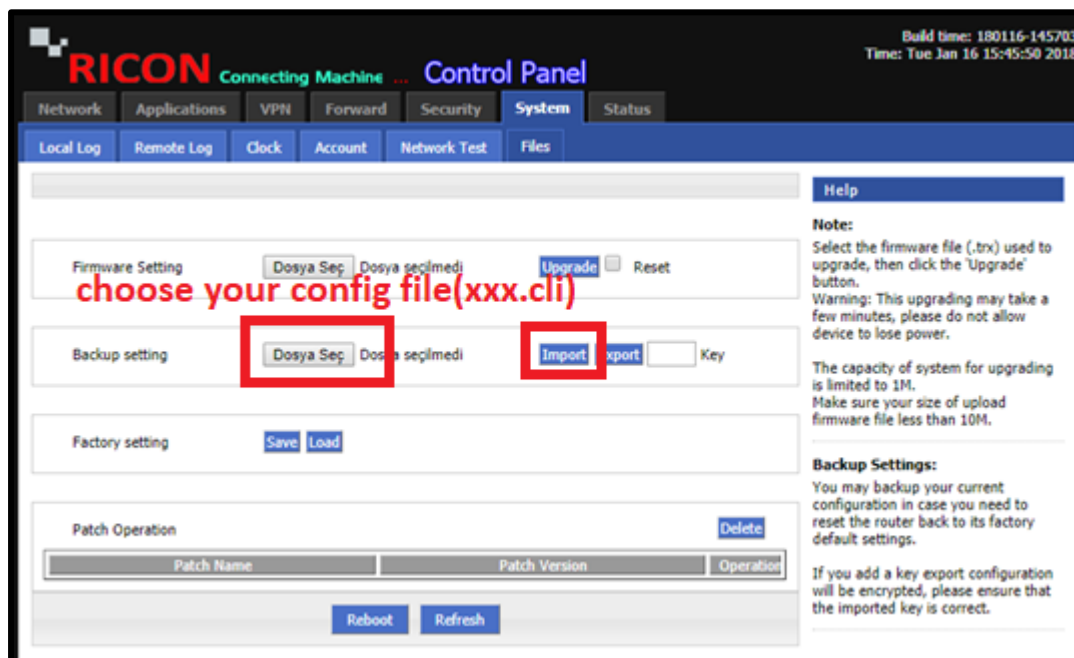 Build time: 180116-145703
Time: Tue Jan 16 15:45:50 2018
RICON Connecting Machine ... Control Panel
Network Applications VPN Forward Security System Status
Local Log Remote Log Clock Account Network Test Files
Firmware Setting Dosya Seç Dosya seçilmedi Upgrade Reset
choose your config file(xxx.cli)
Backup setting Dosya Seç Dosya seçilmedi Import Export Key
Factory setting Save Load
Patch Operation Delete
Patch Name Patch Version Operation
Reboot Refresh
Help
Note:
Select the firmware file (.trx) used to
upgrade, then click the 'Upgrade'
button.
Warning: This upgrading may take a
few minutes, please do not allow
device to lose power.
The capacity of system for upgrading
is limited to 1M.
Make sure your size of upload
firmware file less than 10M.
Backup Settings:
You may backup your current
configuration in case you need to
reset the router back to its factory
default settings.
If you add a key export configuration
will be encrypted, please ensure that
the imported key is correct.